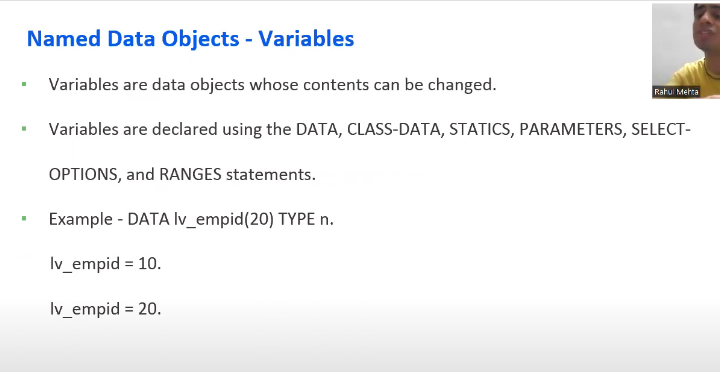 Named Data Objects - Variables
Rahul Mehta
Variables are data objects whose contents can be changed.
Variables are declared using the DATA, CLASS-DATA, STATICS, PARAMETERS, SELECT-
OPTIONS, and RANGES statements.
Example - DATA lv_empid(20) TYPE n.
lv_empid = 10.
lv_empid = 20.